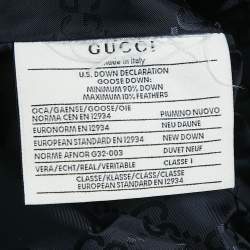 GUCCI
made in Italy
U.S. DOWN DECLARATION
GOOSE DOWN:
MINIMUM 90% DOWN
MAXIMUM 10% FEATHERS
OCA/GAENSE/GOOSE/OIE PIUMINO NUOVO
NORMA CEN EN 12934
EURONORM EN 12934 NEU DAUNE
EUROPEAN STANDARD EN 12934 NEW DOWN
NORME AFNOR G32-003 DUVET NEUF
VERA/ECHT/REAL/VERITABLE CLASSE I
CLASSE/KLASSE/CLASS/CLASSE
EUROPEAN STANDARD EN 12934